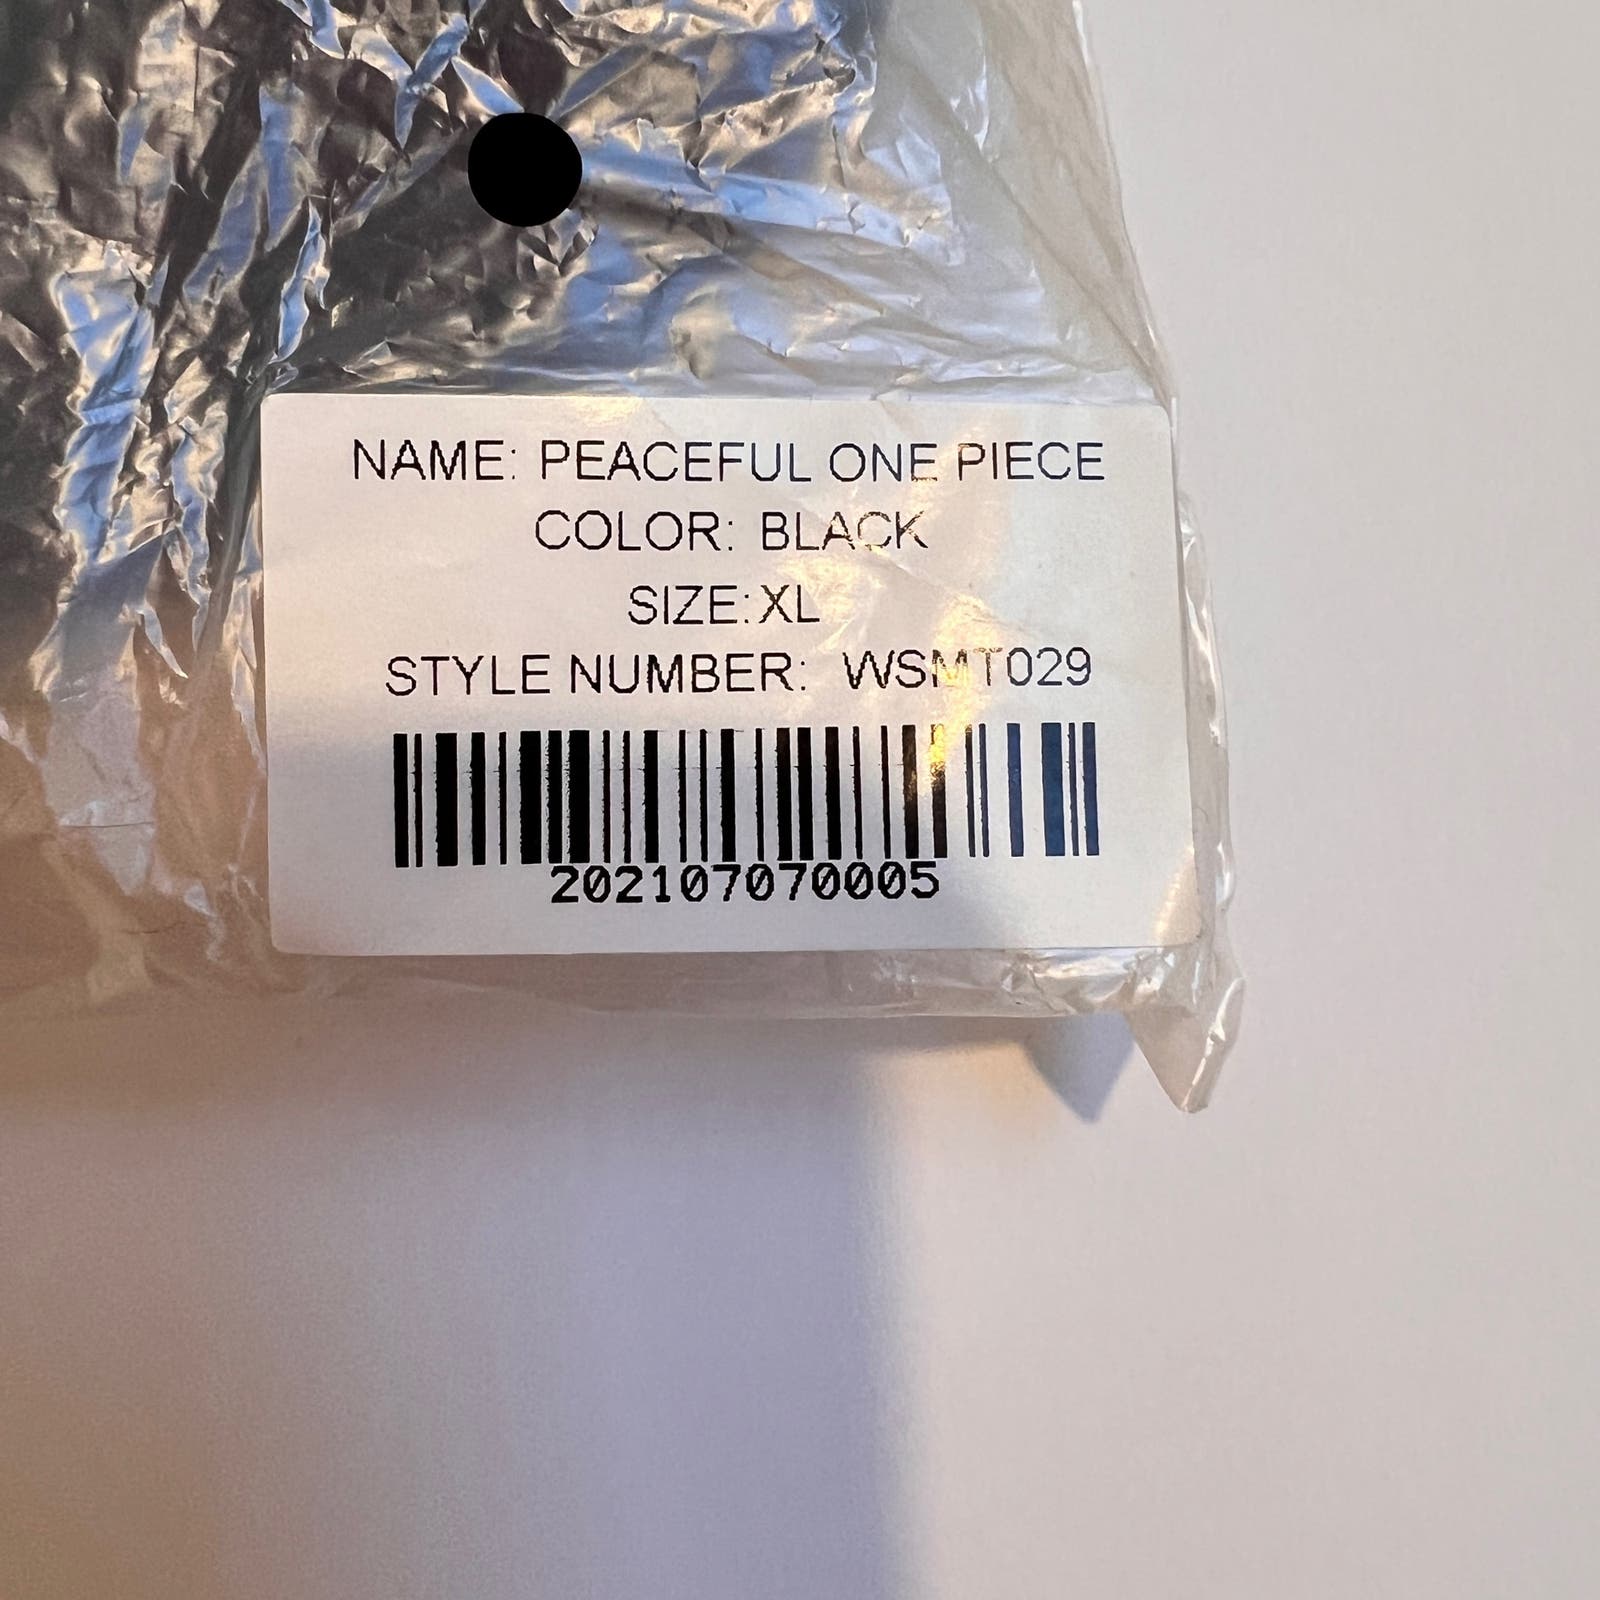 NAME: PEACEFUL ONE PIECE
COLOR: BLACK
SIZE: XL
STYLE NUMBER: WSMT029
202107070005